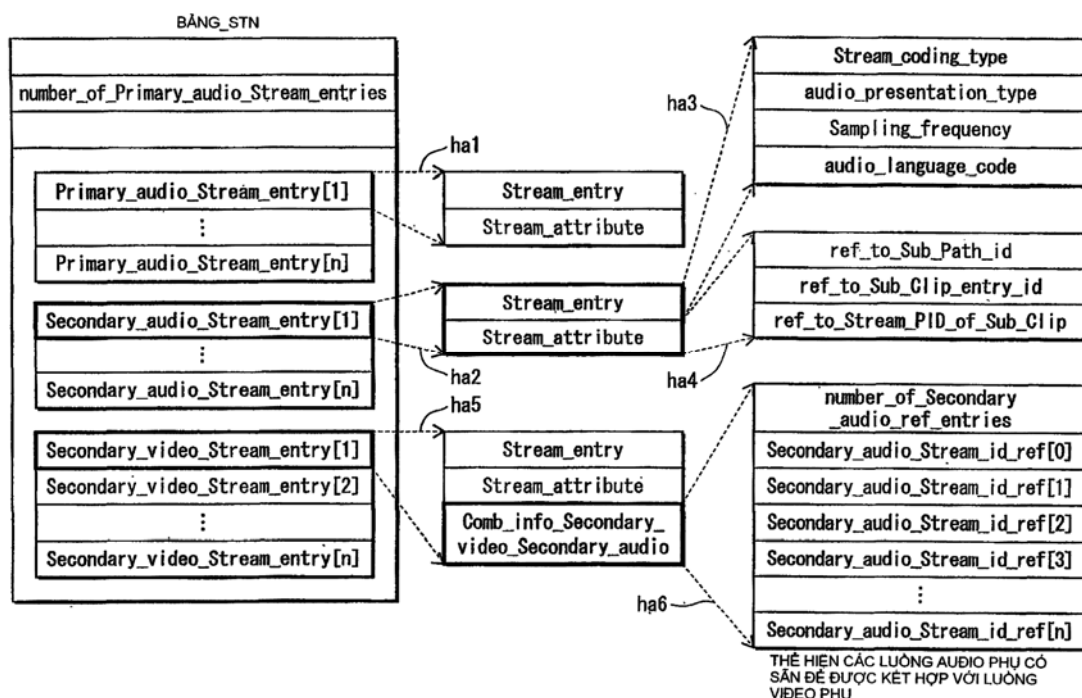 BẢNG_STN
number_of_Primary_audio_Stream_entries
Primary_audio_Stream_entry[1]
⋮
Primary_audio_Stream_entry[n]
Secondary_audio_Stream_entry[1]
⋮
Secondary_audio_Stream_entry[n]
Secondary_video_Stream_entry[1]
Secondary_video_Stream_entry[2]
⋮
Secondary_video_Stream_entry[n]
ha1
Stream_entry
Stream_attribute
Stream_entry
Stream_attribute
ha2
ha5
Stream_entry
Stream_attribute
Comb_info_Secondary_
video_Secondary_audio
ha3
ha4
hạ6
Stream_coding_type
audio_presentation_type
Sampling_frequency
audio_language_code
ref_to_Sub_Path_id
ref_to_Sub_Clip_entry_id
ref_to_Stream_PID_of_Sub_Clip
number_of_Secondary
_audio_ref_entries
Secondary_audio_Stream_id_ref[0]
Secondary_audio_Stream_id_ref[1]
Secondary_audio_Stream_id_ref[2]
Secondary_audio_Stream_id_ref[3]
⋮
Secondary_audio_Stream_id_ref[n]
THỂ HIỆN CÁC LUỒNG AUĐIO PHỤ CÓ
SẴN ĐỂ ĐƯỢC KẾT HỢP VỚI LUỒNG
VIĐEO PHỤ